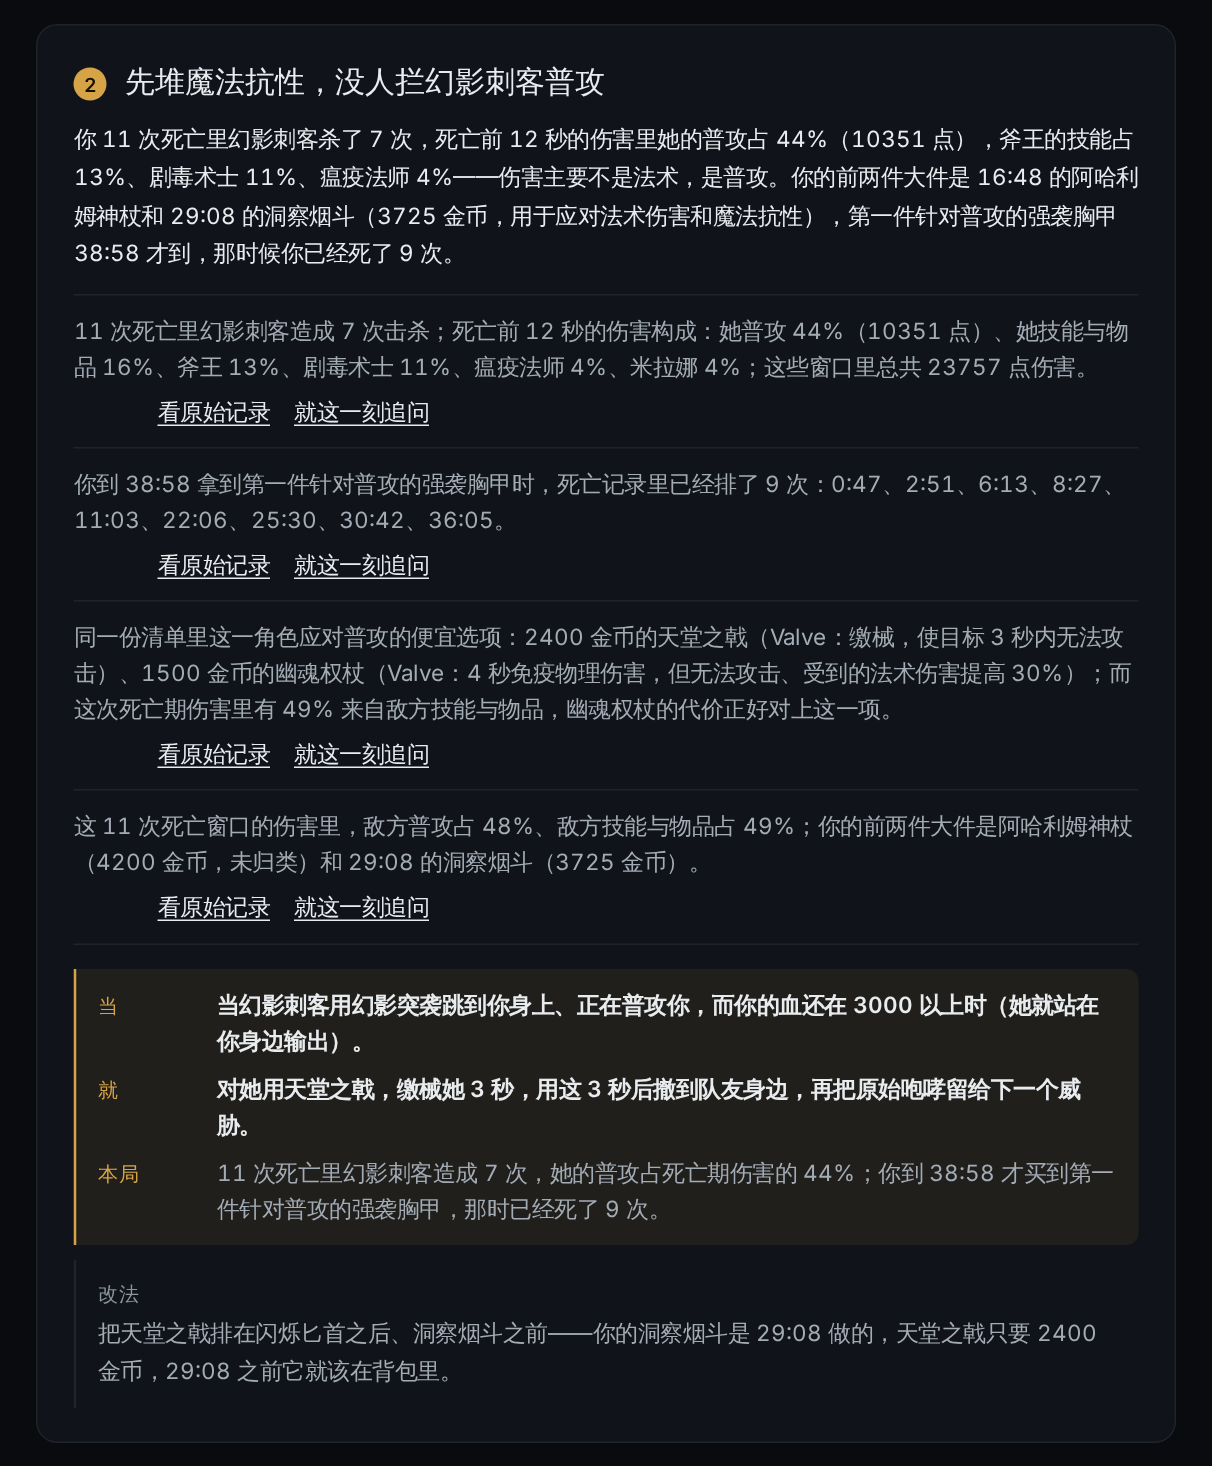 2 先堆魔法抗性，没人拦幻影刺客普攻
你 11 次死亡里幻影刺客杀了 7 次，死亡前 12 秒的伤害里她的普攻占 44%（10351 点），斧王的技能占
13%、剧毒术士 11%、瘟疫法师 4%——伤害主要不是法术，是普攻。你的前两件大件是 16:48 的阿哈利
姆神杖和 29:08 的洞察烟斗（3725 金币，用于应对法术伤害和魔法抗性），第一件针对普攻的强袭胸甲
38:58 才到，那时候你已经死了 9 次。
11 次死亡里幻影刺客造成 7 次击杀；死亡前 12 秒的伤害构成：她普攻 44%（10351 点）、她技能与物
品 16%、斧王 13%、剧毒术士 11%、瘟疫法师 4%、米拉娜 4%；这些窗口里总共 23757 点伤害。
看原始记录 就这一刻追问
你到 38:58 拿到第一件针对普攻的强袭胸甲时，死亡记录里已经排了 9 次：0:47、2:51、6:13、8:27、
11:03、22:06、25:30、30:42、36:05。
看原始记录 就这一刻追问
同一份清单里这一角色应对普攻的便宜选项：2400 金币的天堂之戟（Valve：缴械，使目标 3 秒内无法攻
击）、1500 金币的幽魂权杖（Valve：4 秒免疫物理伤害，但无法攻击、受到的法术伤害提高 30%）；而
这次死亡期伤害里有 49% 来自敌方技能与物品，幽魂权杖的代价正好对上这一项。
看原始记录 就这一刻追问
这 11 次死亡窗口的伤害里，敌方普攻占 48%、敌方技能与物品占 49%；你的前两件大件是阿哈利姆神杖
（4200 金币，未归类）和 29:08 的洞察烟斗（3725 金币）。
看原始记录 就这一刻追问
当 当幻影刺客用幻影突袭跳到你身上、正在普攻你，而你的血还在 3000 以上时（她就站在
你身边输出）。
就 对她用天堂之戟，缴械她 3 秒，用这 3 秒后撤到队友身边，再把原始咆哮留给下一个威
胁。
本局 11 次死亡里幻影刺客造成 7 次，她的普攻占死亡期伤害的 44%；你到 38:58 才买到第一
件针对普攻的强袭胸甲，那时已经死了 9 次。
改法
把天堂之戟排在闪烁匕首之后、洞察烟斗之前——你的洞察烟斗是 29:08 做的，天堂之戟只要 2400
金币，29:08 之前它就该在背包里。